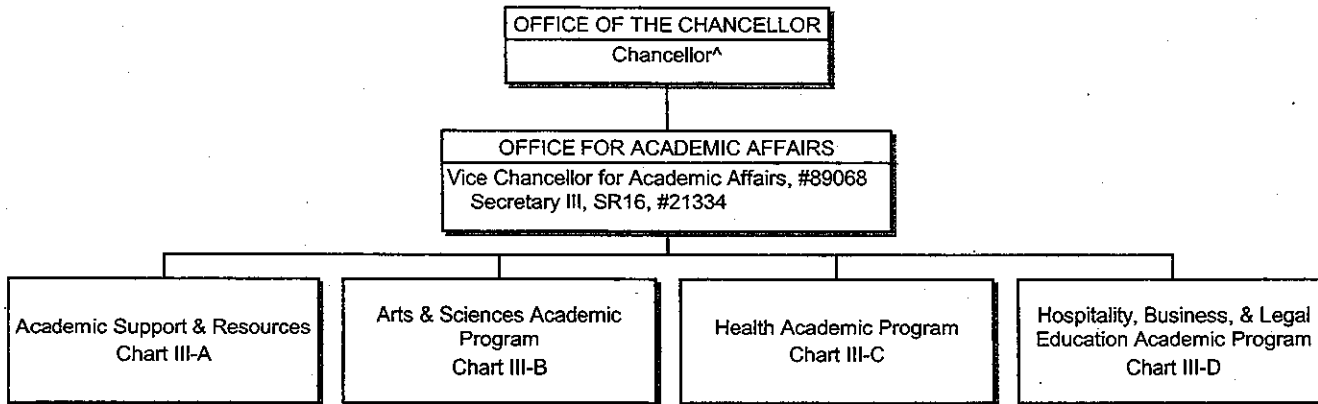 OFFICE OF THE CHANCELLOR
Chancellor^
OFFICE FOR ACADEMIC AFFAIRS
Vice Chancellor for Academic Affairs, #89068
Secretary III, SR16, #21334
Academic Support & Resources
Chart III-A
Arts & Sciences Academic
Program
Chart III-B
Health Academic Program
Chart III-C
Hospitality, Business, & Legal
Education Academic Program
Chart III-D